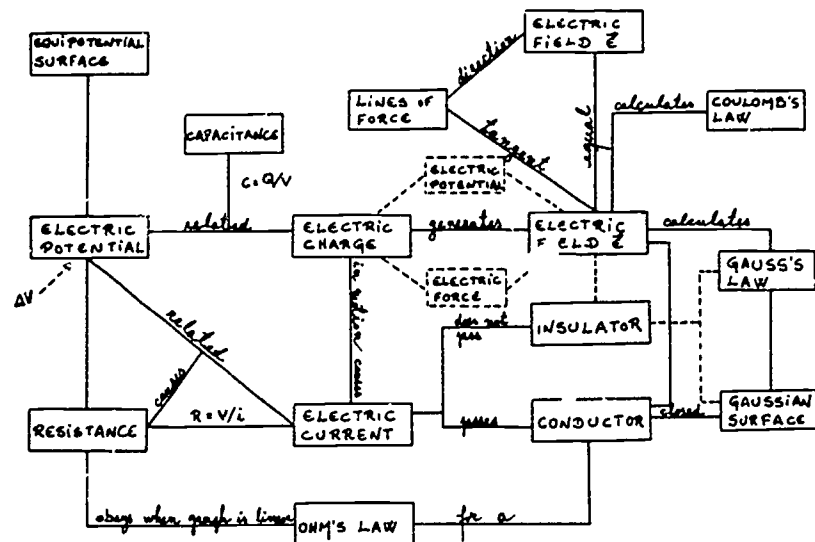 EQUIPOTENTIAL
SURFACE
ELECTRIC
FIELD E⃗
direction
LINES OF
FORCE
tangent
equal
calculates
COULOMB'S
LAW
CAPACITANCE
C = Q/V
ELECTRIC
POTENTIAL
ELECTRIC
POTENTIAL
related
ELECTRIC
CHARGE
generates
ELECTRIC
FIELD E⃗
calculates
GAUSS'S
LAW
ΔV
ELECTRIC
FORCE
in motion causes
related
causes
does not
pass
INSULATOR
RESISTANCE
R = V/i
ELECTRIC
CURRENT
passes
CONDUCTOR
closed
GAUSSIAN
SURFACE
obeys when graph is linear
OHM'S LAW
for a